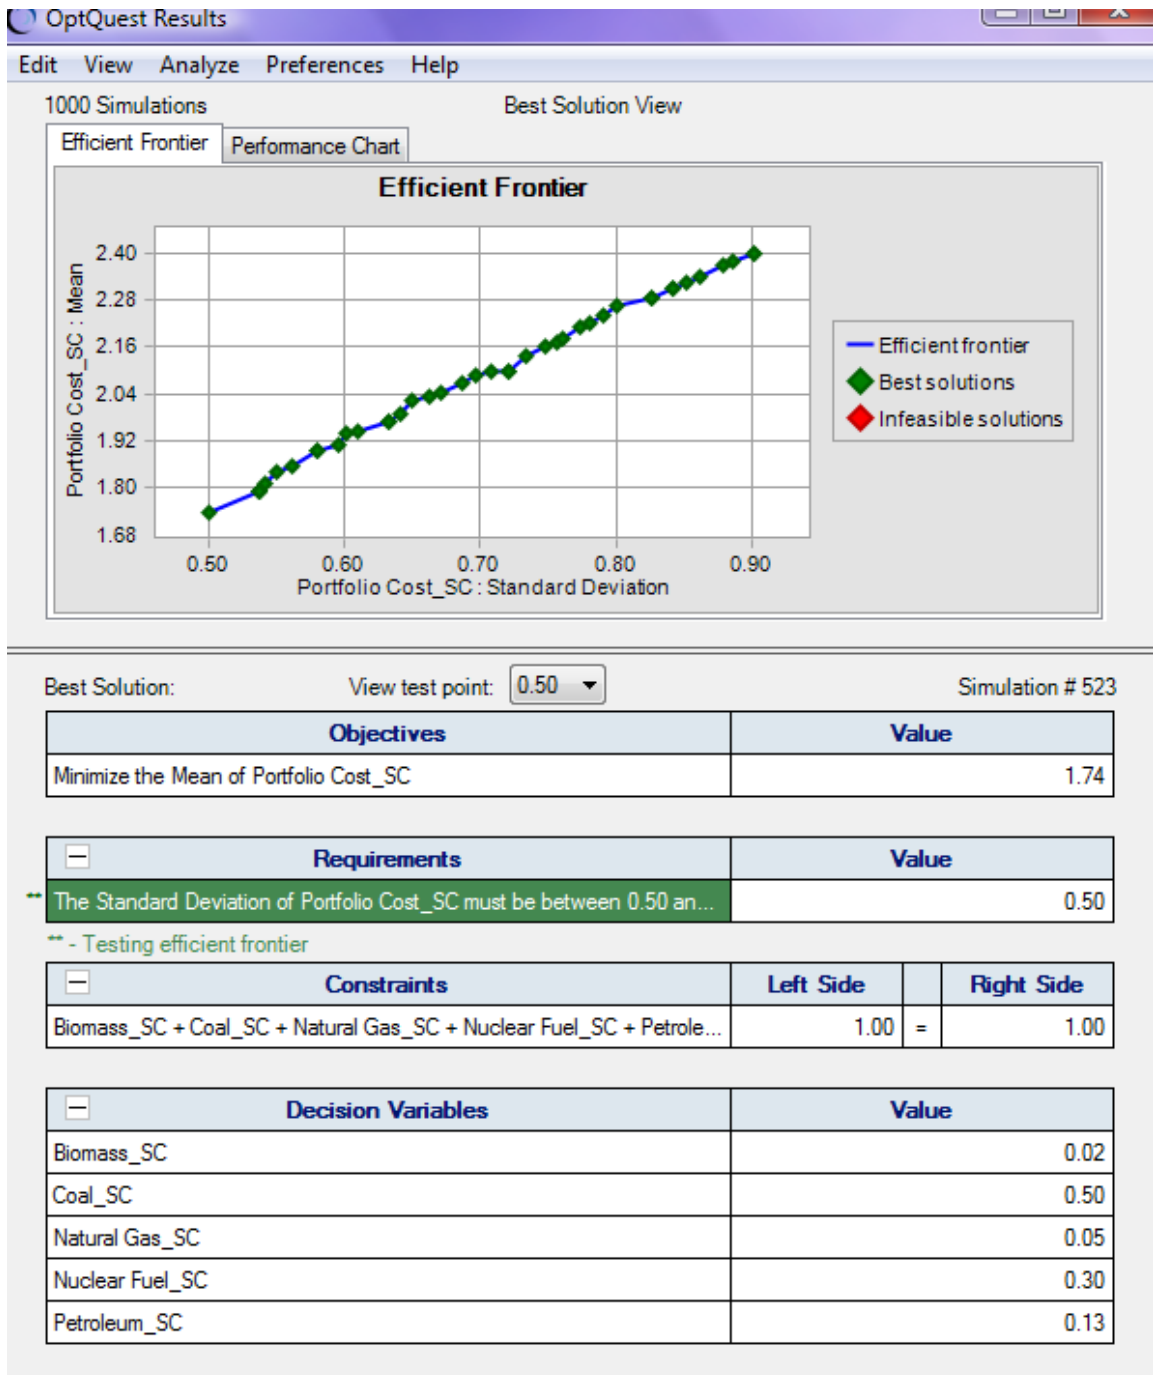 OptQuest Results
Edit View Analyze Preferences Help
1000 Simulations Best Solution View
Efficient Frontier Performance Chart
Efficient Frontier
Portfolio Cost_SC : Mean
2.40
2.28
2.16
2.04
1.92
1.80
1.68
0.50 0.60 0.70 0.80 0.90
Portfolio Cost_SC : Standard Deviation
Efficient frontier
Best solutions
Infeasible solutions
Best Solution: View test point: 0.50 Simulation # 523
Objectives Value
Minimize the Mean of Portfolio Cost_SC 1.74
Requirements Value
** The Standard Deviation of Portfolio Cost_SC must be between 0.50 an... 0.50
** - Testing efficient frontier
Constraints Left Side Right Side
Biomass_SC + Coal_SC + Natural Gas_SC + Nuclear Fuel_SC + Petrole... 1.00 = 1.00
Decision Variables Value
Biomass_SC 0.02
Coal_SC 0.50
Natural Gas_SC 0.05
Nuclear Fuel_SC 0.30
Petroleum_SC 0.13